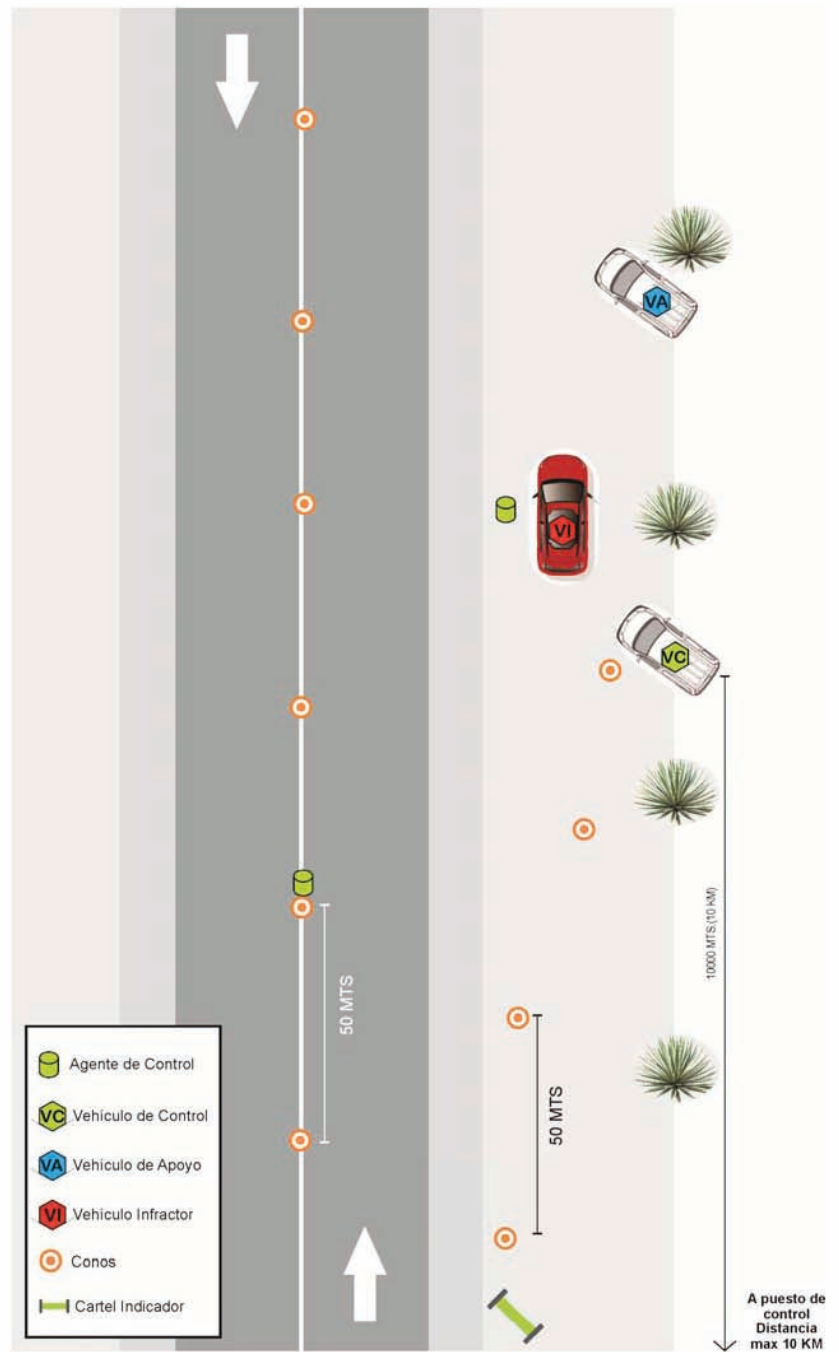 VA
VI
VC
10000 MTS.(10 KM)
50 MTS
50 MTS
Agente de Control
VC Vehículo de Control
VA Vehículo de Apoyo
VI Vehiculo Infractor
Conos
Cartel Indicador
A puesto de
control
Distancia
max 10 KM